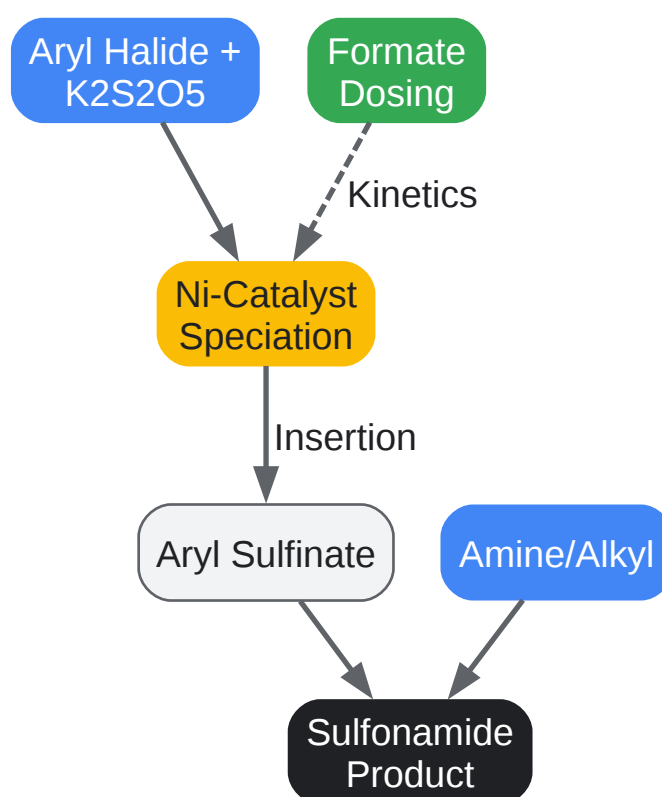 Aryl Halide +
K2S2O5
Formate
Dosing
Kinetics
Ni-Catalyst
Speciation
Insertion
Aryl Sulfinate
Amine/Alkyl
Sulfonamide
Product